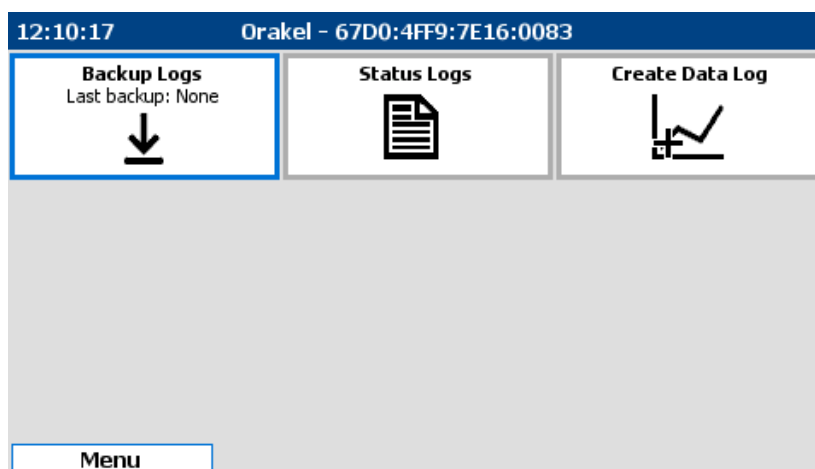 12:10:17 Orakel - 67D0:4FF9:7E16:0083
Backup Logs
Last backup: None
Status Logs
Create Data Log
Menu